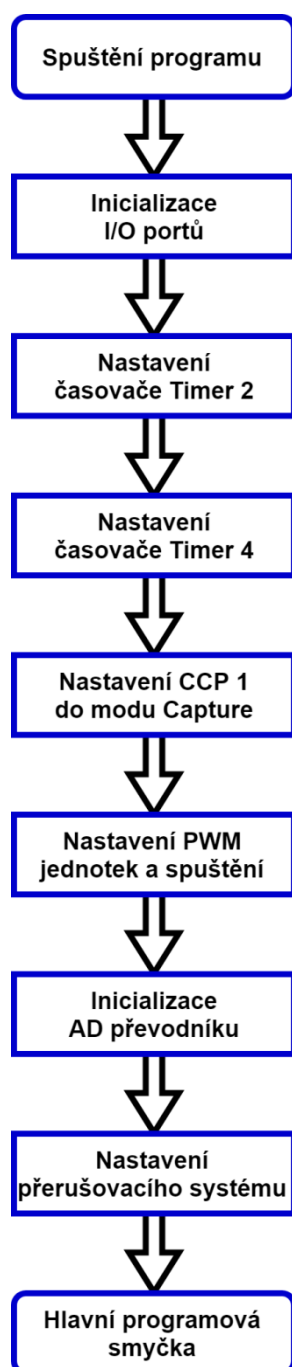 Spuštění programu
Inicializace
I/O portů
Nastavení
časovače Timer 2
Nastavení
časovače Timer 4
Nastavení CCP 1
do modu Capture
Nastavení PWM
jednotek a spuštění
Inicializace
AD převodníku
Nastavení
přerušovacího systému
Hlavní programová
smyčka